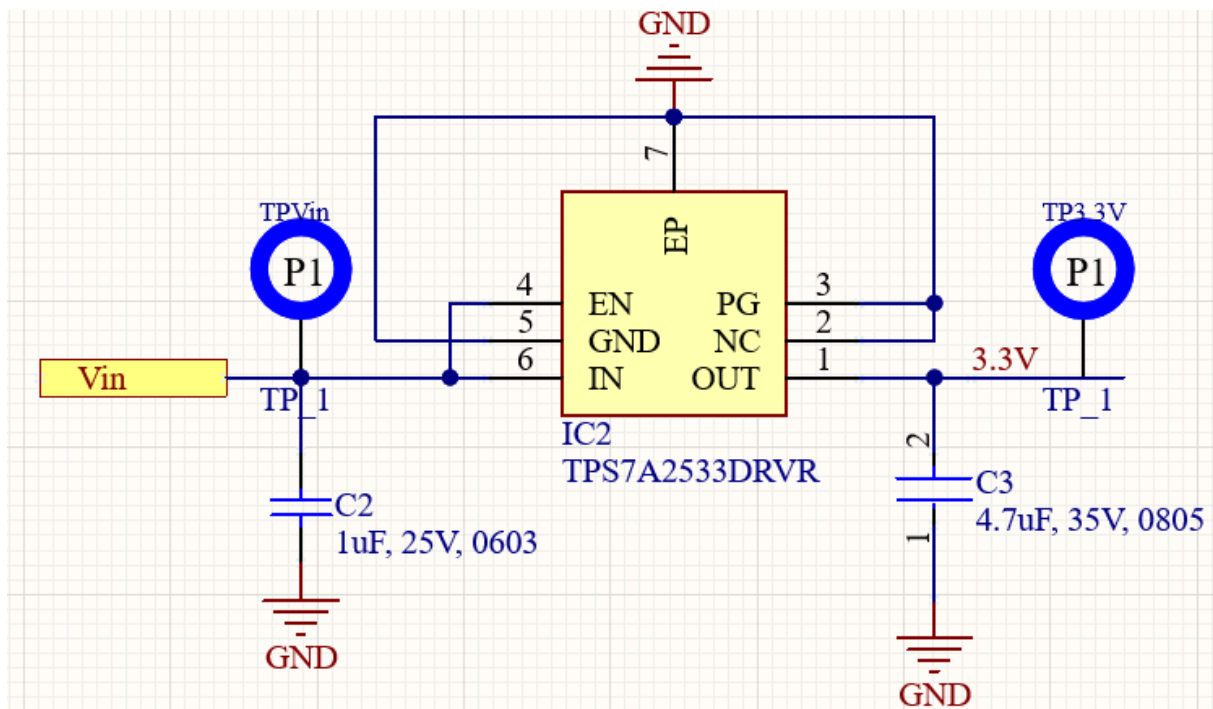 GND
7
EP
TPVin
P1
TP3.3V
P1
4
EN
PG
3
5
GND
NC
2
Vin
6
IN
OUT
1
3.3V
TP_1
TP_1
IC2
TPS7A2533DRVR
2
C3
4.7uF, 35V, 0805
1
C2
1uF, 25V, 0603
GND
GND